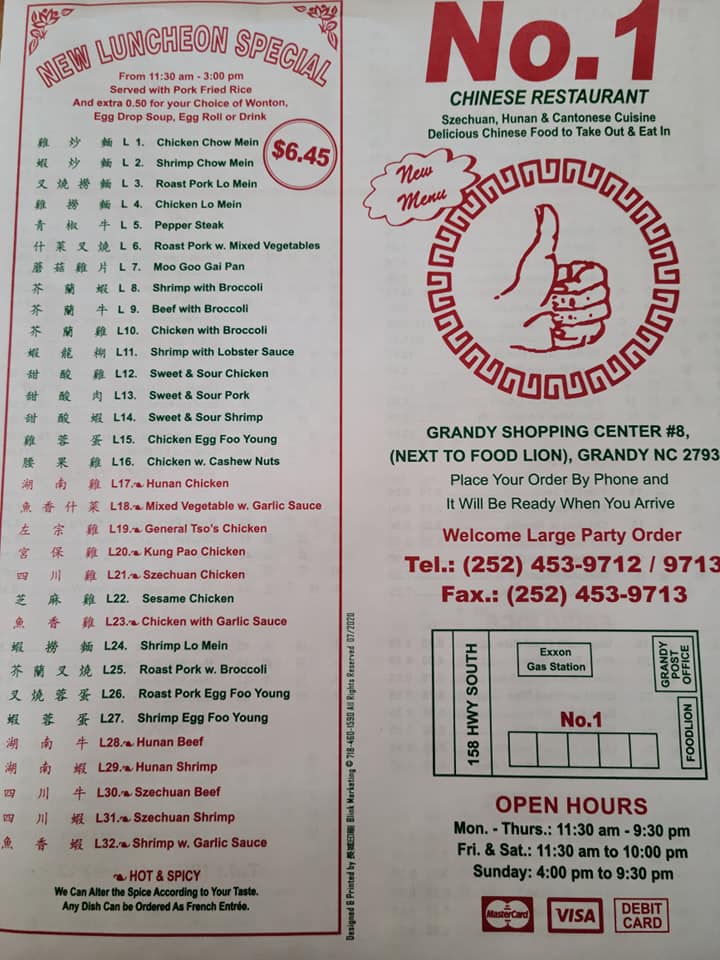 NEW LUNCHEON SPECIAL
From 11:30 am - 3:00 pm
Served with Pork Fried Rice
And extra 0.50 for your Choice of Wonton,
Egg Drop Soup, Egg Roll or Drink
$6.45
雞 炒 麵 L 1. Chicken Chow Mein
蝦 炒 麵 L 2. Shrimp Chow Mein
叉 燒 撈 麵 L 3. Roast Pork Lo Mein
雞 撈 麵 L 4. Chicken Lo Mein
青 椒 牛 L 5. Pepper Steak
什 菜 叉 燒 L 6. Roast Pork w. Mixed Vegetables
蘑 菇 雞 片 L 7. Moo Goo Gai Pan
芥 蘭 蝦 L 8. Shrimp with Broccoli
芥 蘭 牛 L 9. Beef with Broccoli
芥 蘭 雞 L10. Chicken with Broccoli
蝦 龍 糊 L11. Shrimp with Lobster Sauce
甜 酸 雞 L12. Sweet & Sour Chicken
甜 酸 肉 L13. Sweet & Sour Pork
甜 酸 蝦 L14. Sweet & Sour Shrimp
雞 蓉 蛋 L15. Chicken Egg Foo Young
腰 果 雞 L16. Chicken w. Cashew Nuts
湖 南 雞 L17. Hunan Chicken
魚 香 什 菜 L18. Mixed Vegetable w. Garlic Sauce
左 宗 雞 L19. General Tso's Chicken
宮 保 雞 L20. Kung Pao Chicken
四 川 雞 L21. Szechuan Chicken
芝 麻 雞 L22. Sesame Chicken
魚 香 雞 L23. Chicken with Garlic Sauce
蝦 撈 麵 L24. Shrimp Lo Mein
芥 蘭 叉 燒 L25. Roast Pork w. Broccoli
叉 燒 蓉 蛋 L26. Roast Pork Egg Foo Young
蝦 蓉 蛋 L27. Shrimp Egg Foo Young
湖 南 牛 L28. Hunan Beef
湖 南 蝦 L29. Hunan Shrimp
四 川 牛 L30. Szechuan Beef
四 川 蝦 L31. Szechuan Shrimp
魚 香 蝦 L32. Shrimp w. Garlic Sauce
HOT & SPICY
We Can Alter the Spice According to Your Taste.
Any Dish Can be Ordered As French Entrée.
Designed & Printed by 長城印刷 Blink Marketing © 718-460-1590 All Rights Reserved 07/2020
No.1
CHINESE RESTAURANT
Szechuan, Hunan & Cantonese Cuisine
Delicious Chinese Food to Take Out & Eat In
New
Menu
GRANDY SHOPPING CENTER #8,
(NEXT TO FOOD LION), GRANDY NC 2793
Place Your Order By Phone and
It Will Be Ready When You Arrive
Welcome Large Party Order
Tel.: (252) 453-9712 / 9713
Fax.: (252) 453-9713
158 HWY SOUTH
Exxon
Gas Station
GRANDY
POST
OFFICE
No.1
FOODLION
OPEN HOURS
Mon. - Thurs.: 11:30 am - 9:30 pm
Fri. & Sat.: 11:30 am to 10:00 pm
Sunday: 4:00 pm to 9:30 pm
MasterCard
VISA
DEBIT
CARD